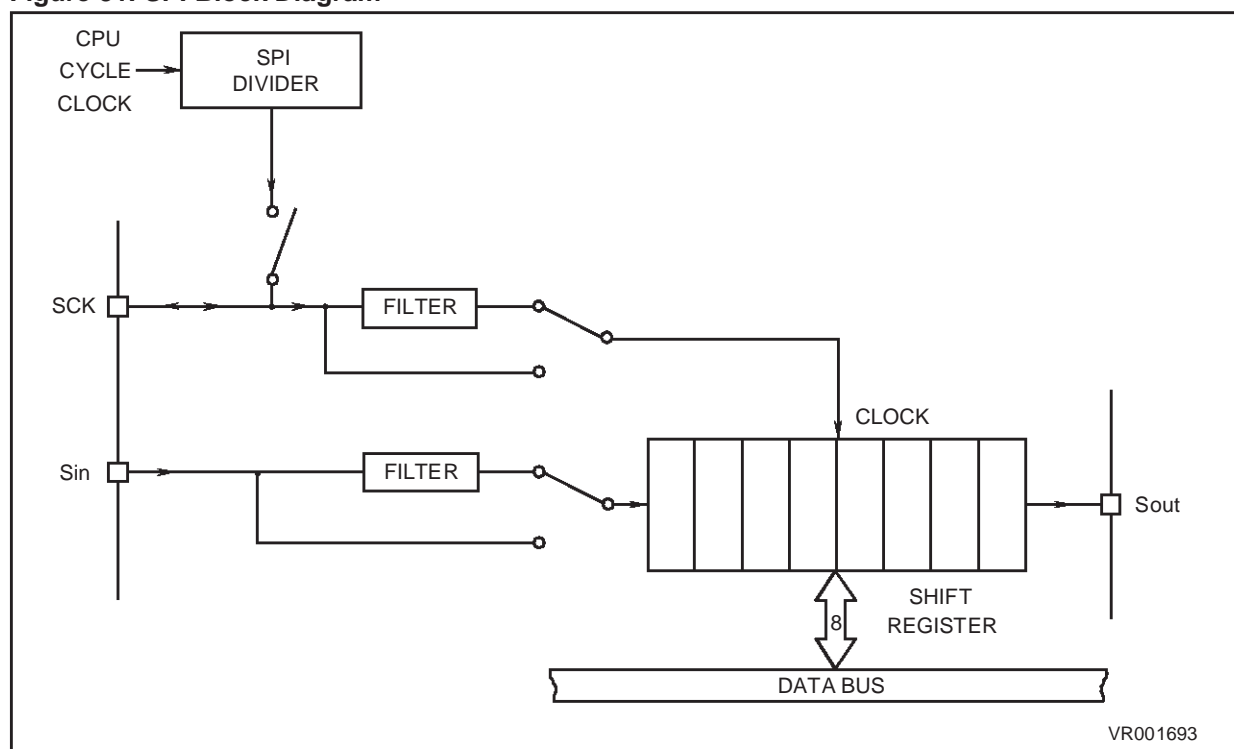 CPU
CYCLE
CLOCK
SPI
DIVIDER
SCK
FILTER
CLOCK
Sin
FILTER
Sout
8
SHIFT
REGISTER
DATA BUS
VR001693